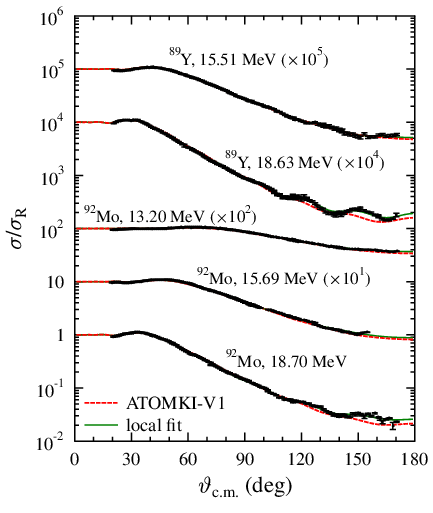 10^6
10^5
10^4
10^3
10^2
10
1
10^-1
10^-2
σ/σ_R
^89Y, 15.51 MeV (×10^5)
^89Y, 18.63 MeV (×10^4)
^92Mo, 13.20 MeV (×10^2)
^92Mo, 15.69 MeV (×10^1)
^92Mo, 18.70 MeV
ATOMKI-V1
local fit
0 30 60 90 120 150 180
ϑ_c.m. (deg)